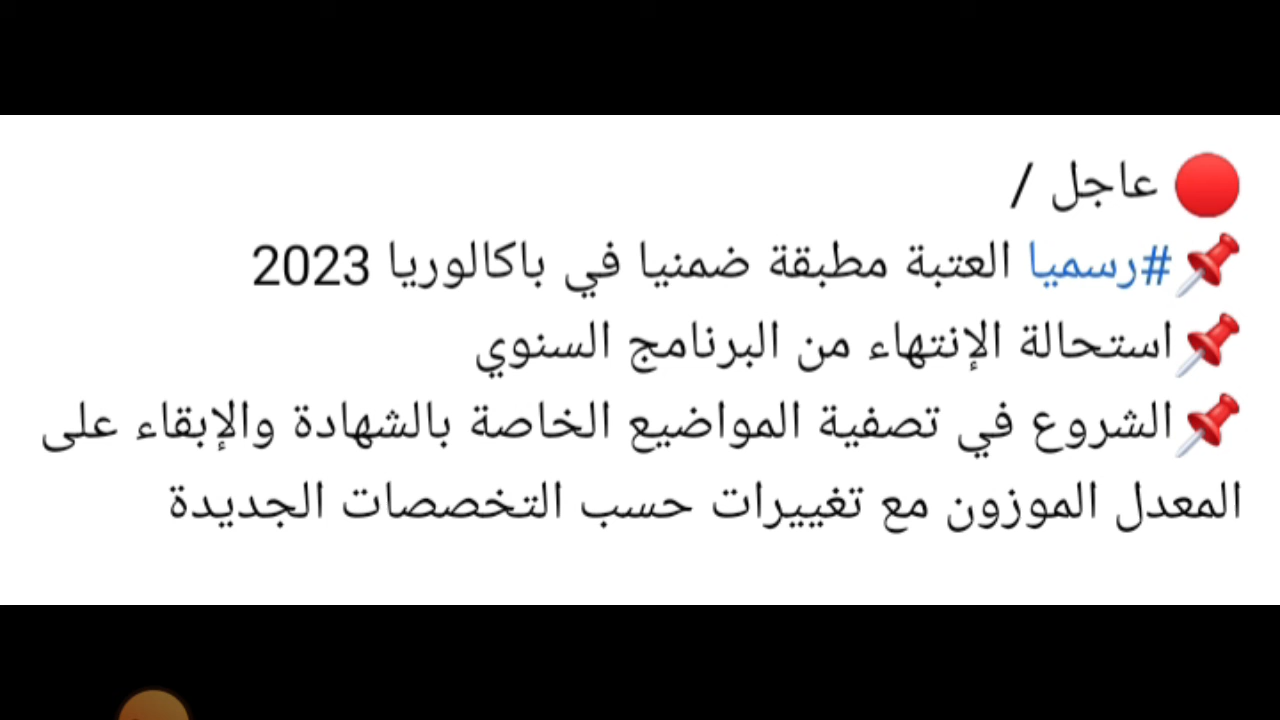 🔴 عاجل /
📌#رسميا العتبة مطبقة ضمنيا في باكالوريا 2023
📌استحالة الإنتهاء من البرنامج السنوي
📌الشروع في تصفية المواضيع الخاصة بالشهادة والإبقاء على
المعدل الموزون مع تغييرات حسب التخصصات الجديدة